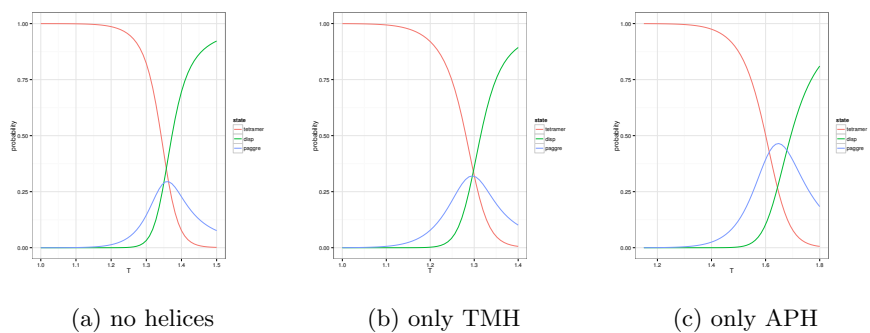 1.00
0.75
0.50
0.25
0.00
probability
1.0 1.1 1.2 1.3 1.4 1.5
T
state
tetramer
disp
paggre
(a) no helices
1.00
0.75
0.50
0.25
0.00
probability
1.0 1.1 1.2 1.3 1.4
T
state
tetramer
disp
paggre
(b) only TMH
1.00
0.75
0.50
0.25
0.00
probability
1.2 1.4 1.6 1.8
T
state
tetramer
disp
paggre
(c) only APH